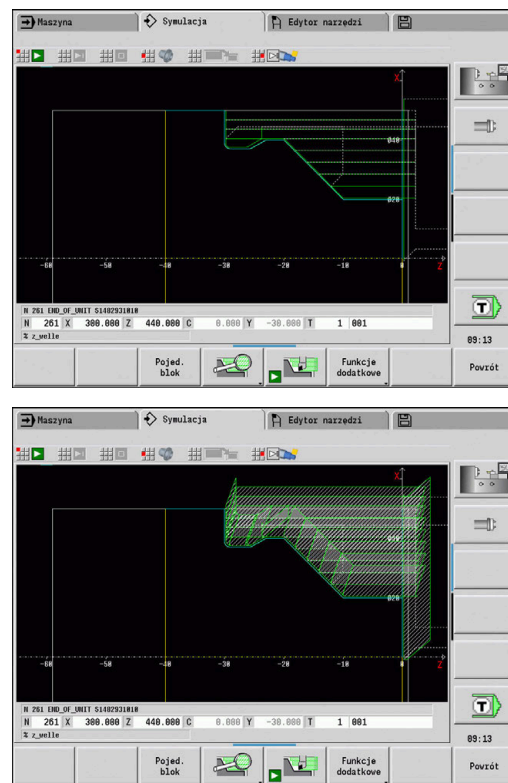 Maszyna Symulacja Edytor narzędzi
X
Ø40
Ø20
-60 -50 -40 -30 -20 -10 0 Z
N 261 END_OF_UNIT S1402931010
N 261 X 300.000 Z 440.000 C 0.000 Y -30.000 T 1 001
% z_welle
T
09:13
Pojed. blok
Funkcje dodatkowe
Powrót
Maszyna Symulacja Edytor narzędzi
X
Ø20
-60 -50 -40 -30 -20 -10 0 Z
N 261 END_OF_UNIT S1402931010
N 261 X 300.000 Z 440.000 C 0.000 Y -30.000 T 1 001
% z_welle
T
09:13
Pojed. blok
Funkcje dodatkowe
Powrót